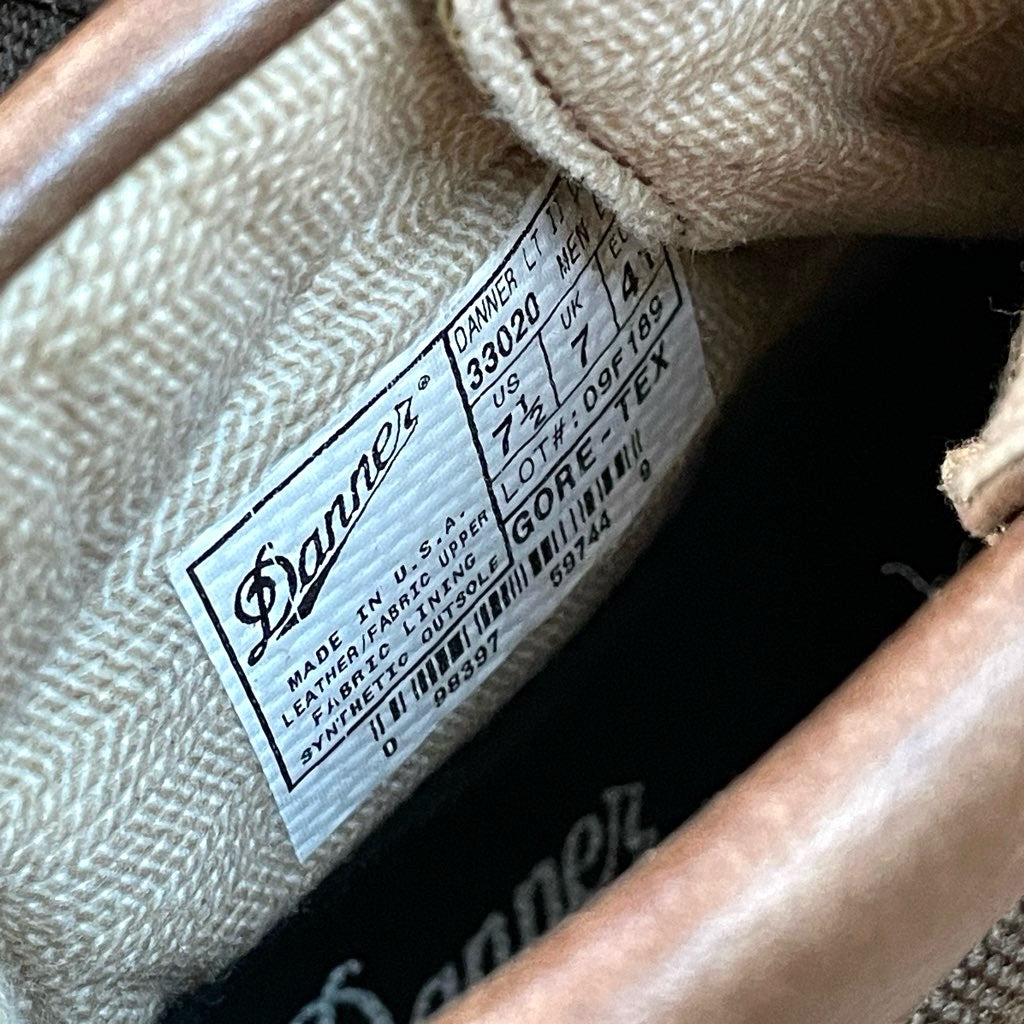 Danner®
MADE IN U.S.A.
LEATHER/FABRIC UPPER
FABRIC LINING
SYNTHETIC OUTSOLE
DANNER LT
33020 MEN
US UK
7½ 7
LOT#: 09F189
GORE-TEX
0 98397 59744 9
Danner